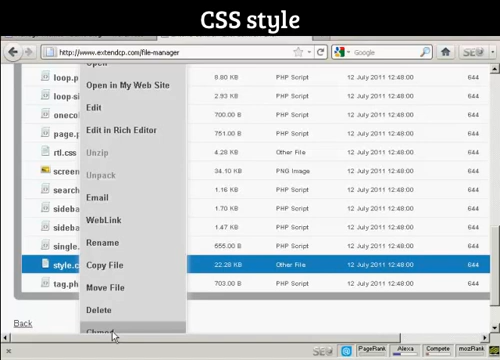 CSS style
http://www.extendcp.com/file-manager
Google
Open
loop.p 8.80 KB PHP Script 12 July 2011 12:48:00 644
Open in My Web Site
loop-si 2.93 KB PHP Script 12 July 2011 12:48:00 644
Edit
onecol 700.00 B PHP Script 12 July 2011 12:48:00 644
Edit in Rich Editor
page.p 751.00 B PHP Script 12 July 2011 12:48:00 644
Unzip
rtl.css 4.28 KB Other File 12 July 2011 12:48:00 644
Unpack
screen 34.10 KB PNG Image 12 July 2011 12:48:00 644
Email
search 1.16 KB PHP Script 12 July 2011 12:48:00 644
sideba 1.70 KB PHP Script 12 July 2011 12:48:00 644
WebLink
sideba 1.47 KB PHP Script 12 July 2011 12:48:00 644
Rename
single. 555.00 B PHP Script 12 July 2011 12:48:00 644
Copy File
style.c 22.28 KB Other File 12 July 2011 12:48:00 644
Move File
tag.ph 703.00 B PHP Script 12 July 2011 12:48:00 644
Delete
Back
Chmod
PageRank Alexa Compete mozRank